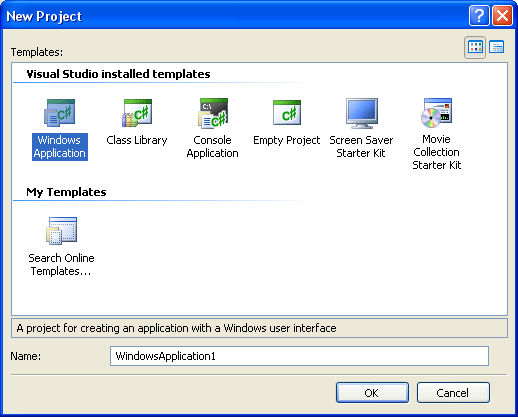 New Project
Templates:
Visual Studio installed templates
Windows Application
Class Library
Console Application
Empty Project
Screen Saver Starter Kit
Movie Collection Starter Kit
My Templates
Search Online Templates...
A project for creating an application with a Windows user interface
Name:
WindowsApplication1
OK
Cancel